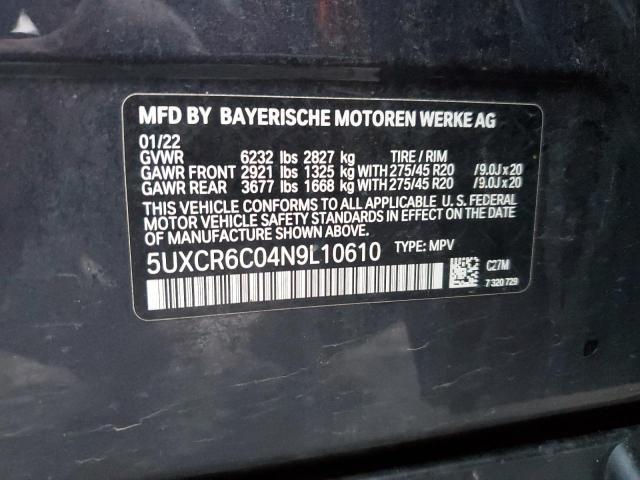 MFD BY BAYERISCHE MOTOREN WERKE AG
01/22
GVWR 6232 lbs 2827 kg TIRE / RIM
GAWR FRONT 2921 lbs 1325 kg WITH 275/45 R20 /9.0J x 20
GAWR REAR 3677 lbs 1668 kg WITH 275/45 R20 /9.0J x 20
THIS VEHICLE CONFORMS TO ALL APPLICABLE U. S. FEDERAL
MOTOR VEHICLE SAFETY STANDARDS IN EFFECT ON THE
DATE OF MANUFACTURE SHOWN ABOVE.
5UXCR6C04N9L10610 TYPE: MPV
C27M
7 320 729